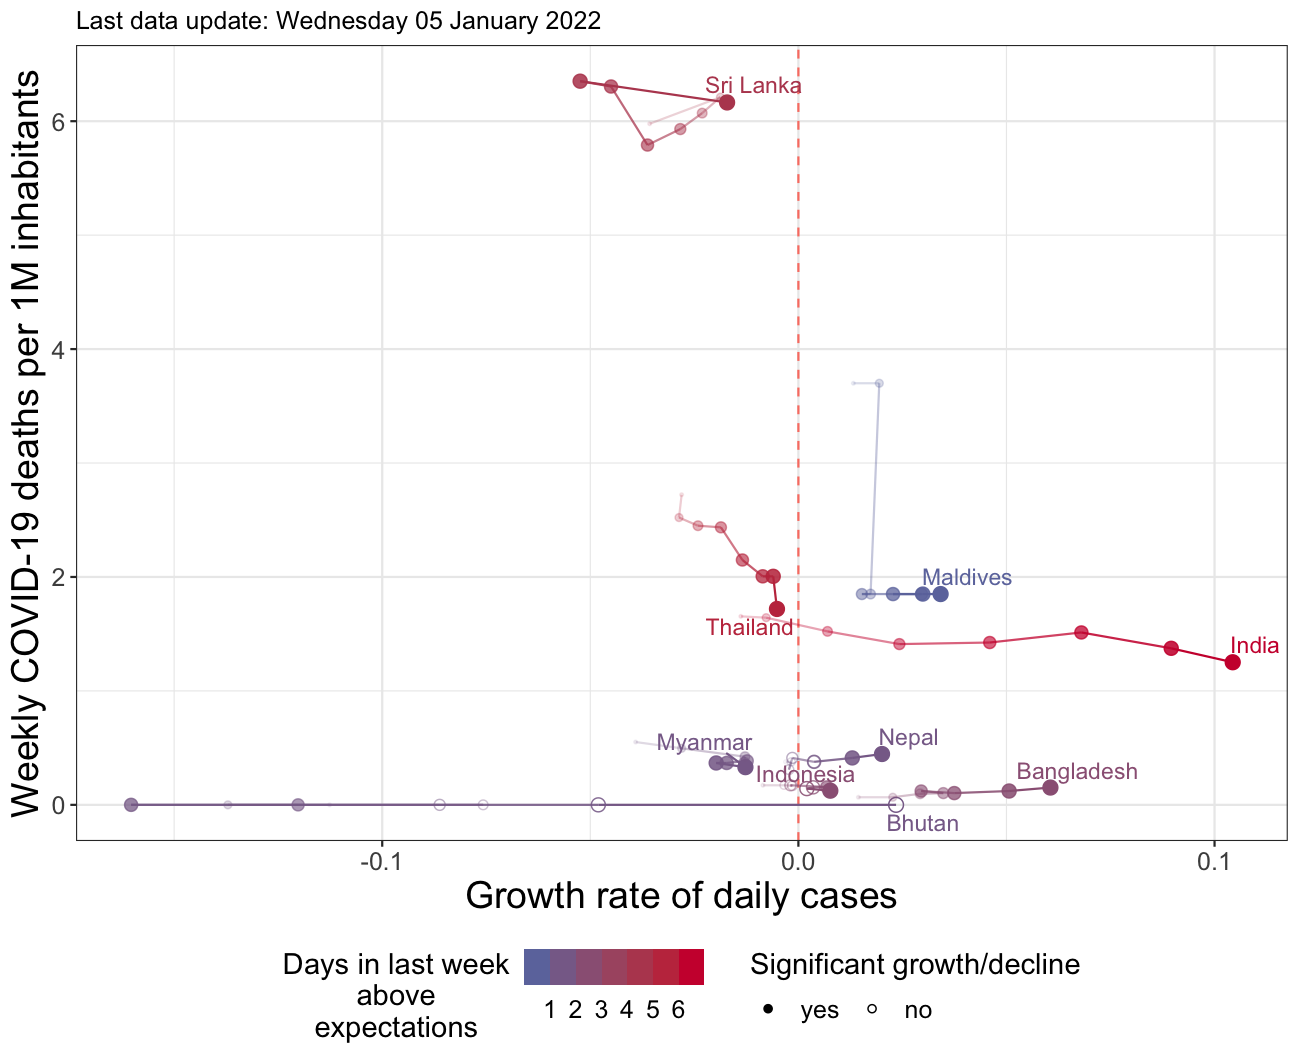 Last data update: Wednesday 05 January 2022
Weekly COVID-19 deaths per 1M inhabitants
6
4
2
0
Sri Lanka
Maldives
Thailand
India
Myanmar
Nepal
Indonesia
Bangladesh
Bhutan
-0.1
0.0
0.1
Growth rate of daily cases
Days in last week
above
expectations
1 2 3 4 5 6
Significant growth/decline
yes
no